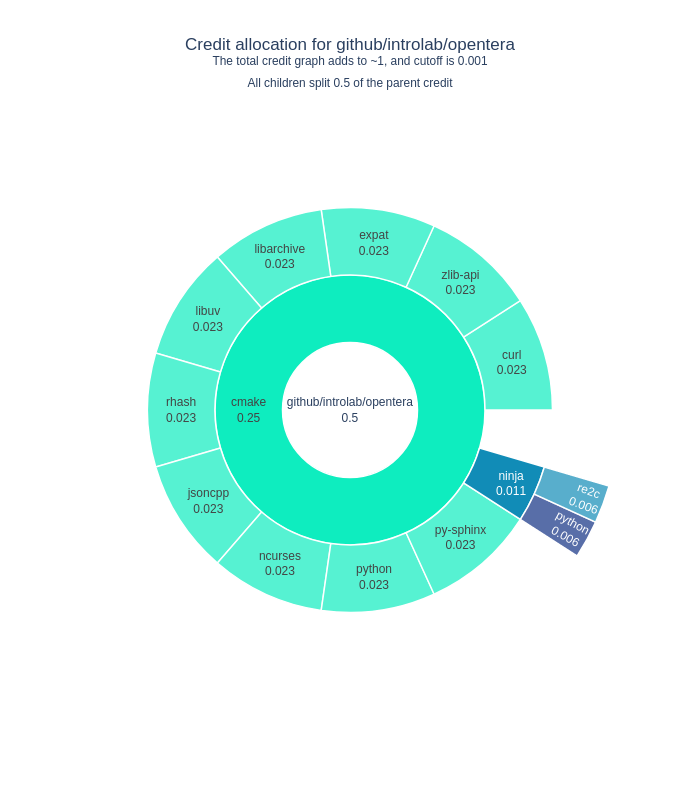 Credit allocation for github/introlab/opentera
The total credit graph adds to ~1, and cutoff is 0.001
All children split 0.5 of the parent credit
expat
0.023
libarchive
0.023
zlib-api
0.023
libuv
0.023
curl
0.023
rhash
0.023
cmake
0.25
github/introlab/opentera
0.5
ninja
0.011
re2c
0.006
jsoncpp
0.023
python
0.006
py-sphinx
0.023
ncurses
0.023
python
0.023